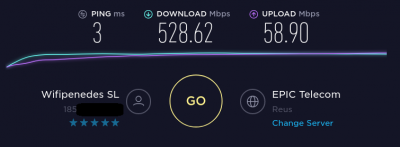 PING ms
DOWNLOAD Mbps
UPLOAD Mbps
3
528.62
58.90
Wifipenedes SL
185
GO
EPIC Telecom
Reus
Change Server